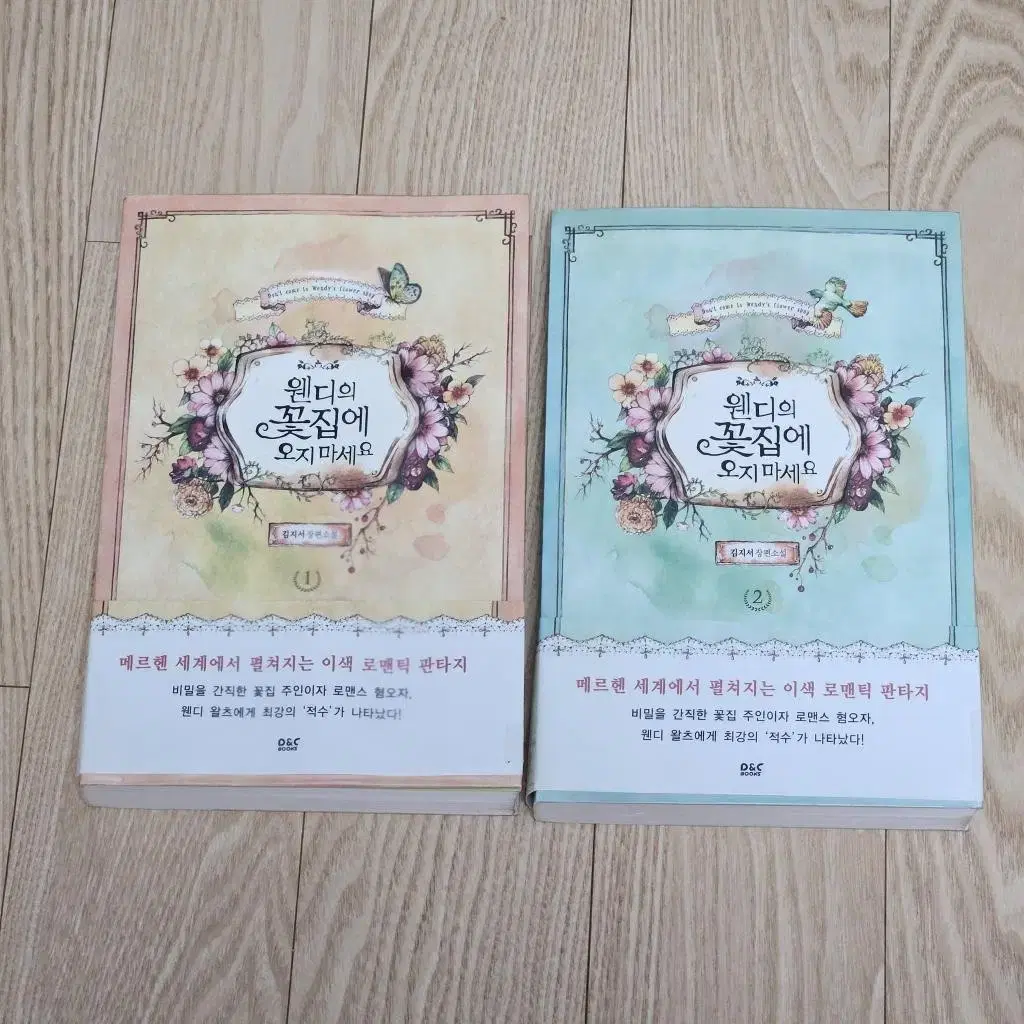 Don't come to Wendy's flower shop
웬디의
꽃집에
오지 마세요
김지서 장편소설
1
메르헨 세계에서 펼쳐지는 이색 로맨틱 판타지
비밀을 간직한 꽃집 주인이자 로맨스 혐오자,
웬디 왈츠에게 최강의 '적수'가 나타났다!
D&C
BOOKS
Don't come to Wendy's flower shop
웬디의
꽃집에
오지 마세요
김지서 장편소설
2
메르헨 세계에서 펼쳐지는 이색 로맨틱 판타지
비밀을 간직한 꽃집 주인이자 로맨스 혐오자,
웬디 왈츠에게 최강의 '적수'가 나타났다!
D&C
BOOKS